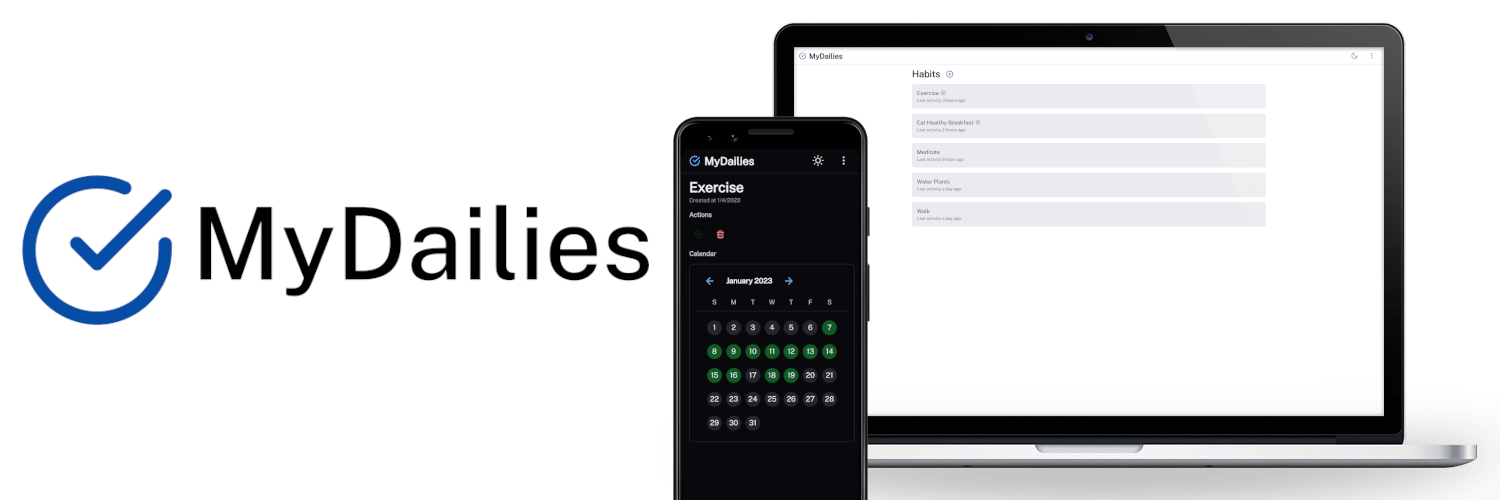 MyDailies
MyDailies
Exercise
Created at 1/4/2023
Actions
Calendar
January 2023
S M T W T F S
1 2 3 4 5 6 7
8 9 10 11 12 13 14
15 16 17 18 19 20 21
22 23 24 25 26 27 28
29 30 31
MyDailies
Habits
Exercise
Last activity 3 hours ago
Eat Healthy Breakfast
Last activity 2 hours ago
Meditate
Last activity 9 days ago
Water Plants
Last activity a day ago
Walk
Last activity a day ago